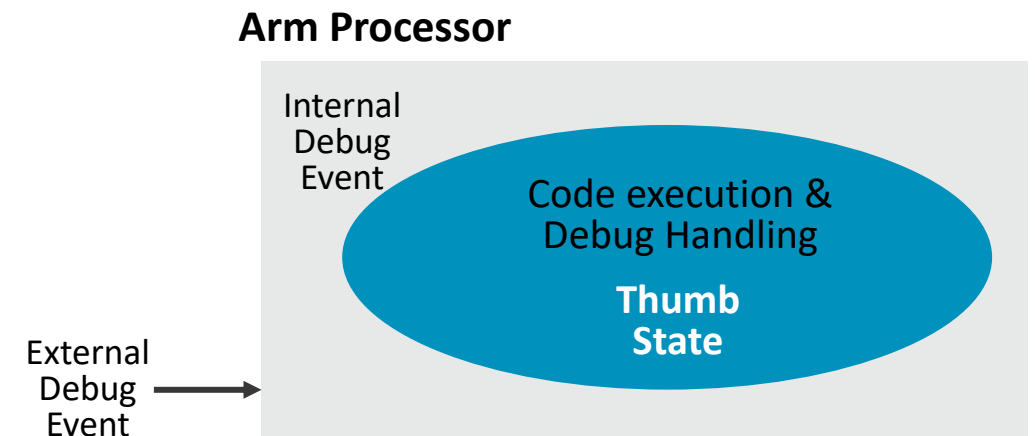 Arm Processor
Internal
Debug
Event
Code execution &
Debug Handling
Thumb
State
External
Debug
Event